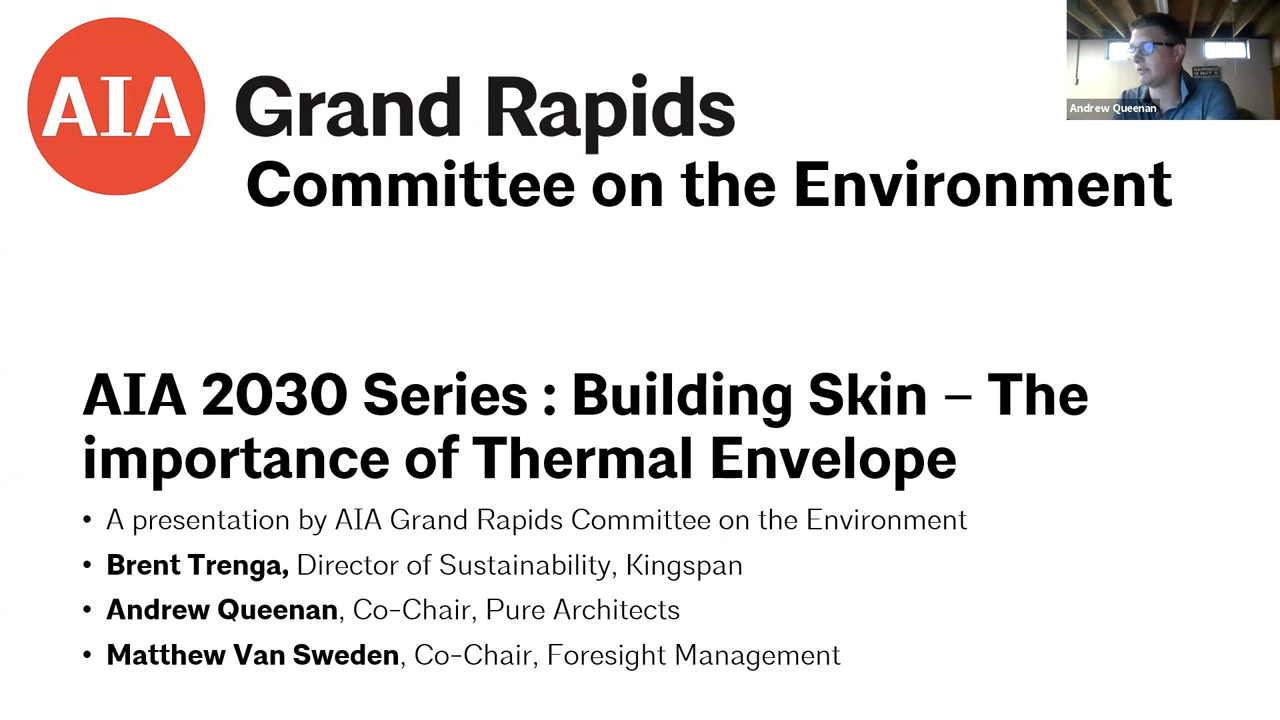 AIA
Grand Rapids
Committee on the Environment
Andrew Queenan
AIA 2030 Series : Building Skin – The
importance of Thermal Envelope
• A presentation by AIA Grand Rapids Committee on the Environment
• Brent Trenga, Director of Sustainability, Kingspan
• Andrew Queenan, Co-Chair, Pure Architects
• Matthew Van Sweden, Co-Chair, Foresight Management